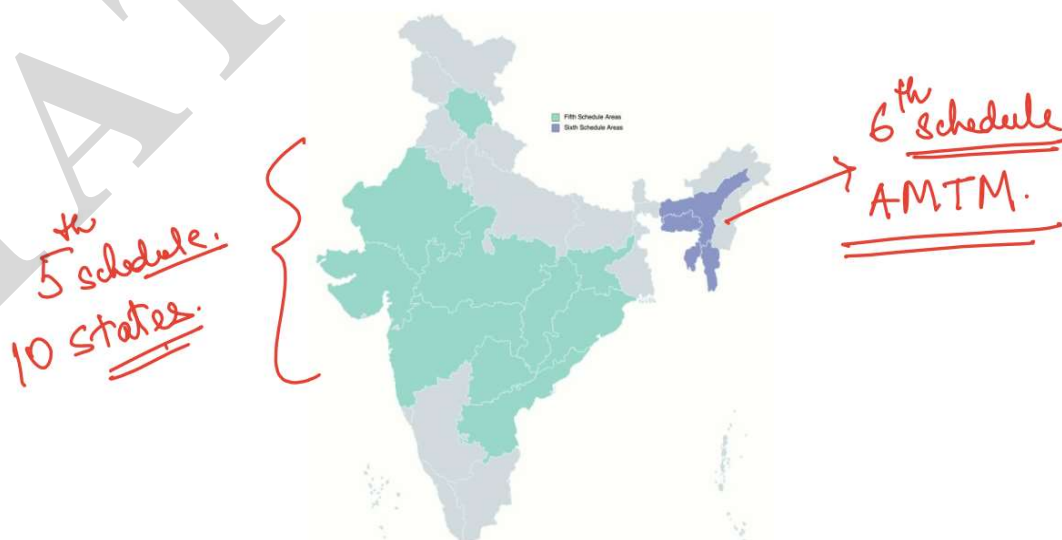 Fifth Schedule Areas
Sixth Schedule Areas
6th schedule
AMTM.
5th schedule.
10 states.